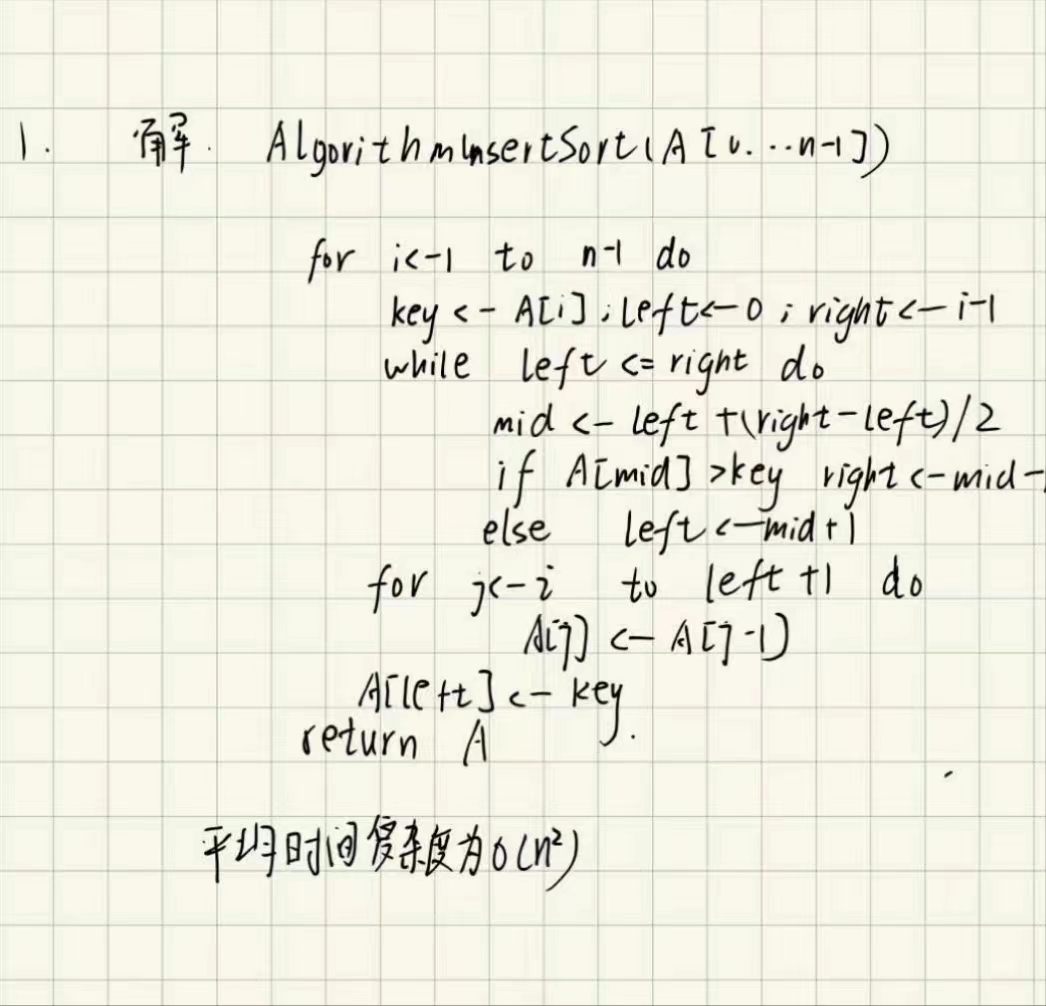 1. 解. AlgorithmInsertSort(A[0...n-1])
for i<-1 to n-1 do
key <- A[i]; left<-0; right<-i-1
while left <= right do
mid <- left +(right-left)/2
if A[mid] >key right <-mid-
else left <-mid+1
for j<-i to left+1 do
A[j] <- A[j-1]
A[left] <- key
return A.
平均时间复杂度为O(n²)